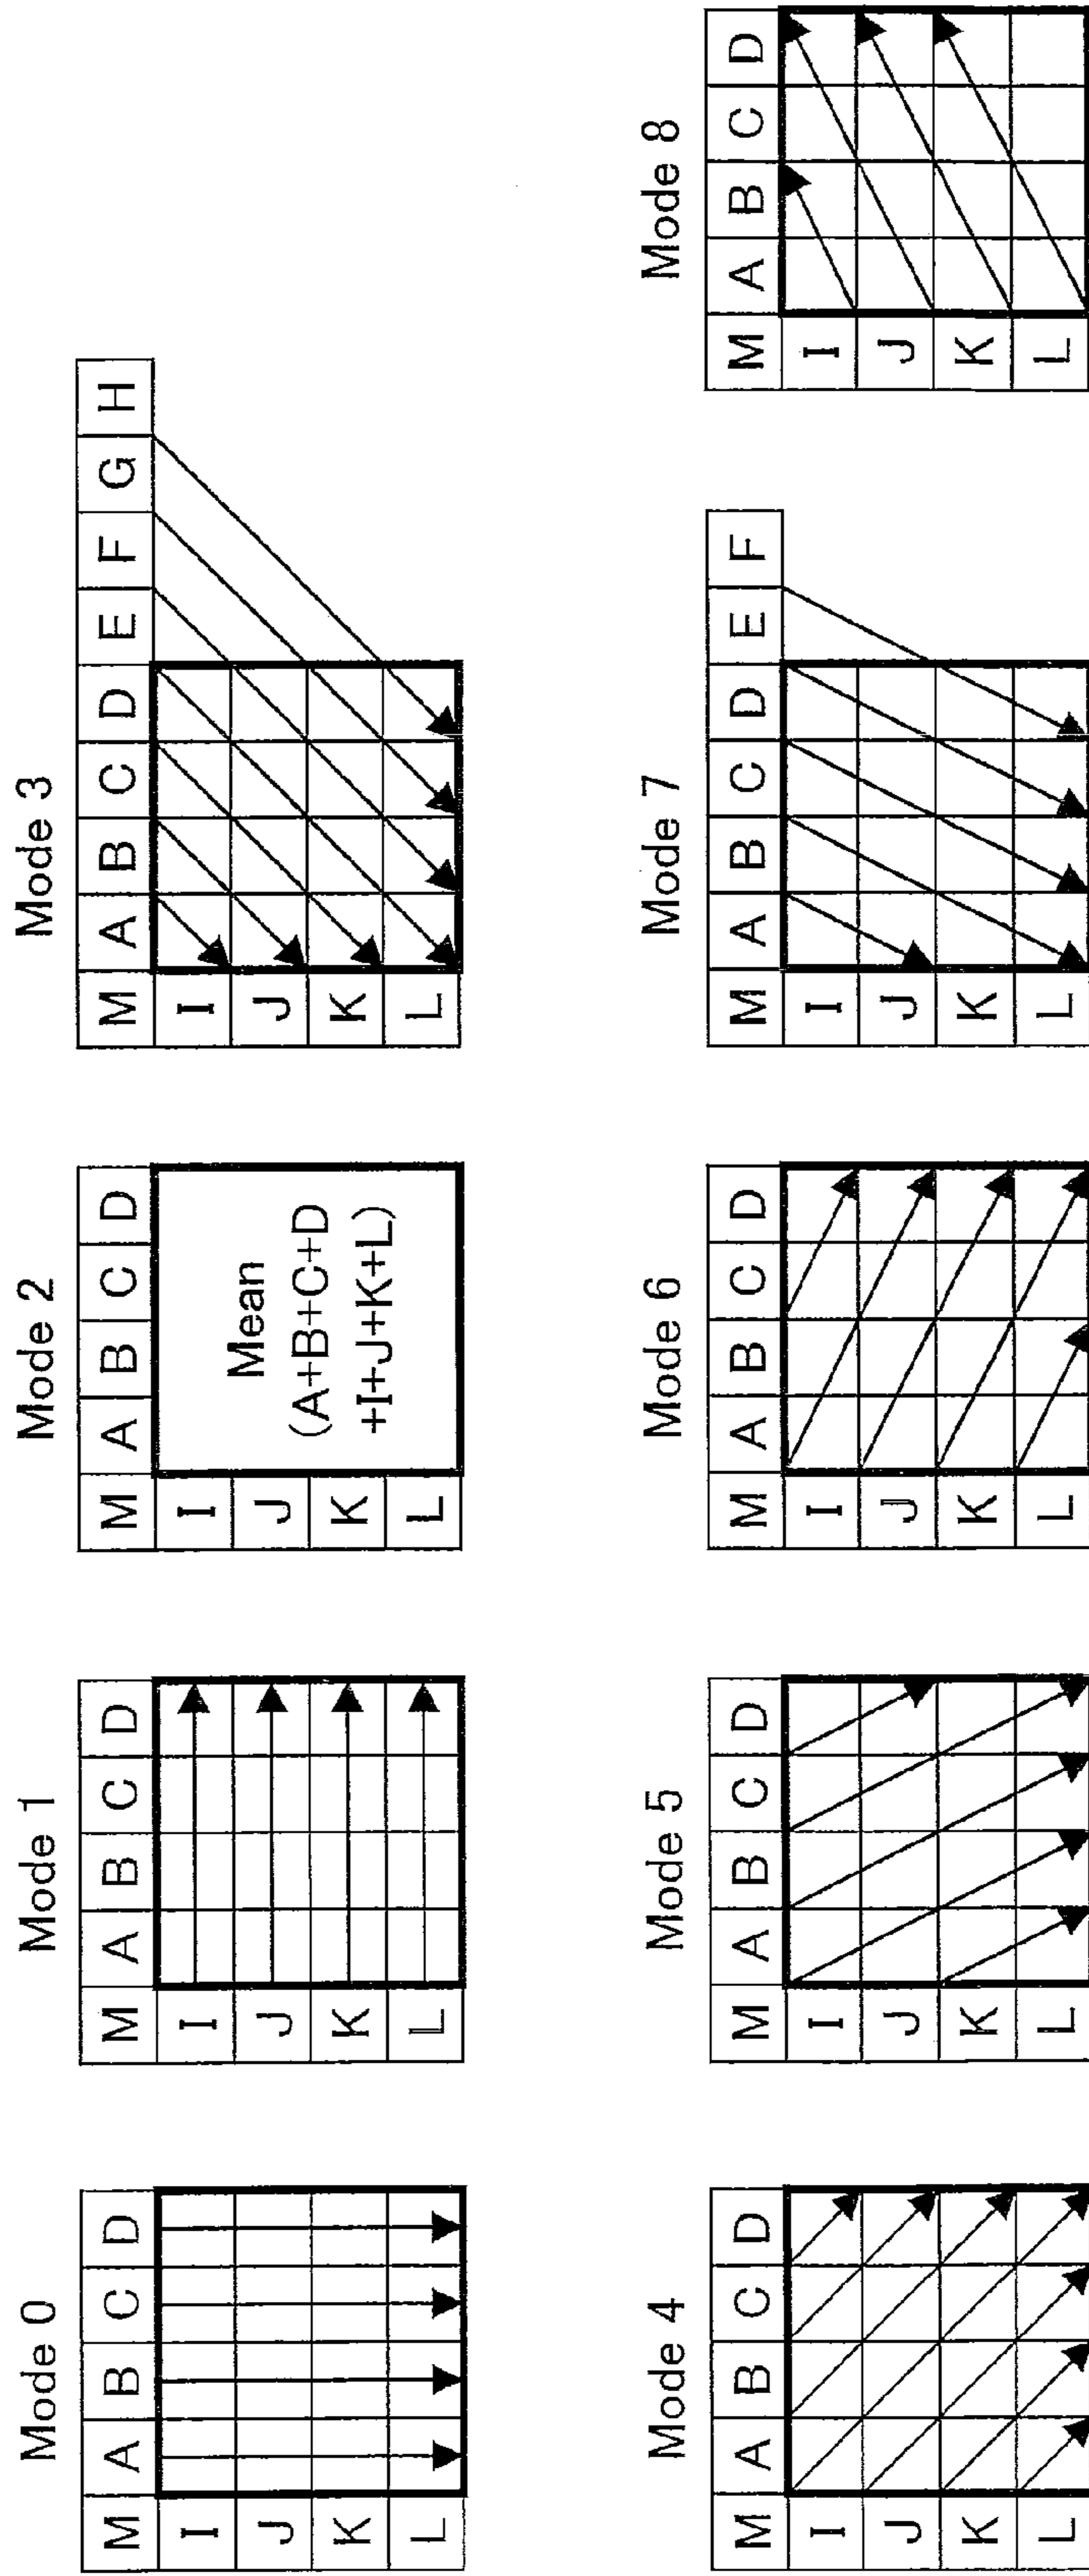 Mode 0
M A B C D
I
J
K
L
Mode 1
M A B C D
I
J
K
L
Mode 2
M A B C D
I
J
K
L
Mean
(A+B+C+D
+I+J+K+L)
Mode 3
M A B C D E F G H
I
J
K
L
Mode 4
M A B C D
I
J
K
L
Mode 5
M A B C D
I
J
K
L
Mode 6
M A B C D
I
J
K
L
Mode 7
M A B C D E F
I
J
K
L
Mode 8
M A B C D
I
J
K
L